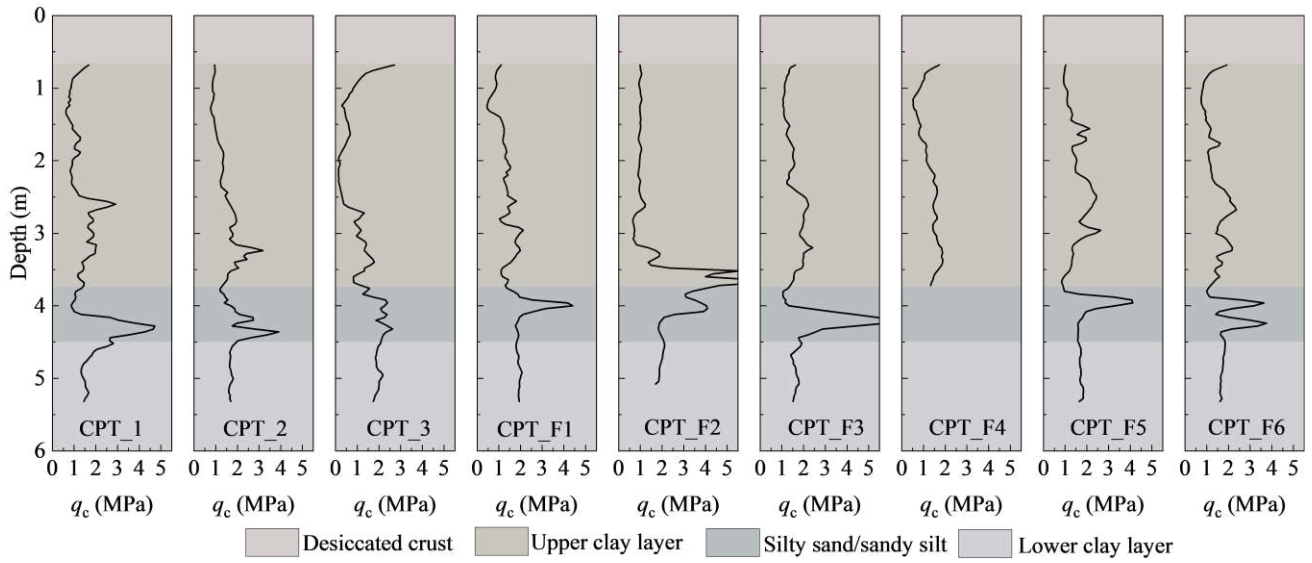 0
1
2
3
4
5
6
Depth (m)
CPT_1 CPT_2 CPT_3 CPT_F1 CPT_F2 CPT_F3 CPT_F4 CPT_F5 CPT_F6
0 1 2 3 4 5 0 1 2 3 4 5 0 1 2 3 4 5 0 1 2 3 4 5 0 1 2 3 4 5 0 1 2 3 4 5 0 1 2 3 4 5 0 1 2 3 4 5 0 1 2 3 4 5
qc (MPa) qc (MPa) qc (MPa) qc (MPa) qc (MPa) qc (MPa) qc (MPa) qc (MPa) qc (MPa)
Desiccated crust Upper clay layer Silty sand/sandy silt Lower clay layer